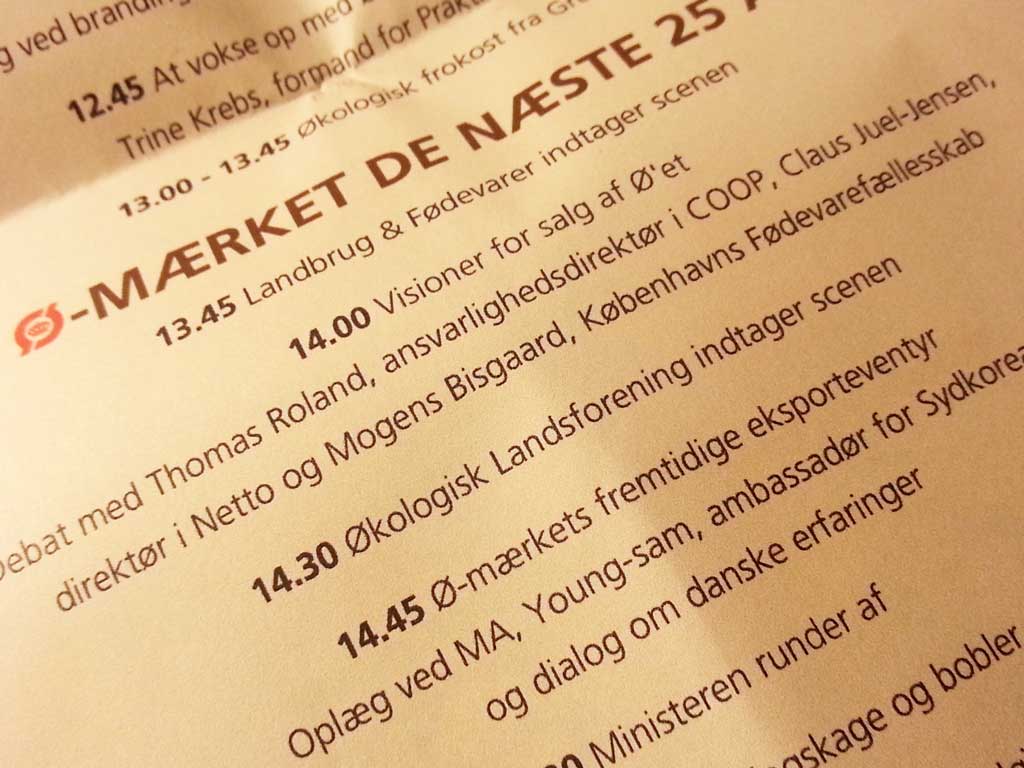 g ved branding
12.45 At vokse op med
Trine Krebs, formand for
13.00 - 13.45 Økologisk frokost fra
Ø-MÆRKET DE NÆSTE 25
13.45 Landbrug & Fødevarer indtager scenen
14.00 Visioner for salg af Ø'et
Debat med Thomas Roland, ansvarlighedsdirektør i COOP, Claus Juel-Jensen,
direktør i Netto og Mogens Bisgaard, Københavns Fødevarefællesskab
14.30 Økologisk Landsforening indtager scenen
14.45 Ø-mærkets fremtidige eksporteventyr
Oplæg ved MA, Young-sam, ambassadør for Sydkorea
og dialog om danske erfaringer
Ministeren runder af
gskage og bobler